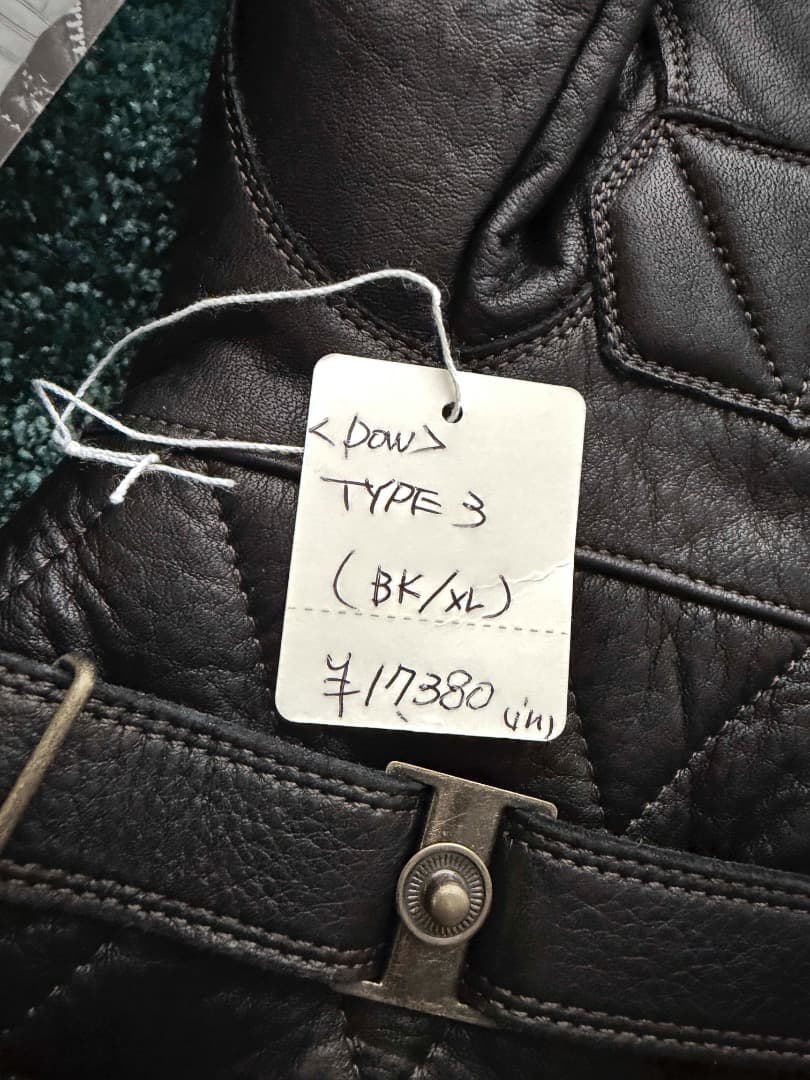 <DOW>
TYPE 3
(BK/XL)
¥17380 (in)